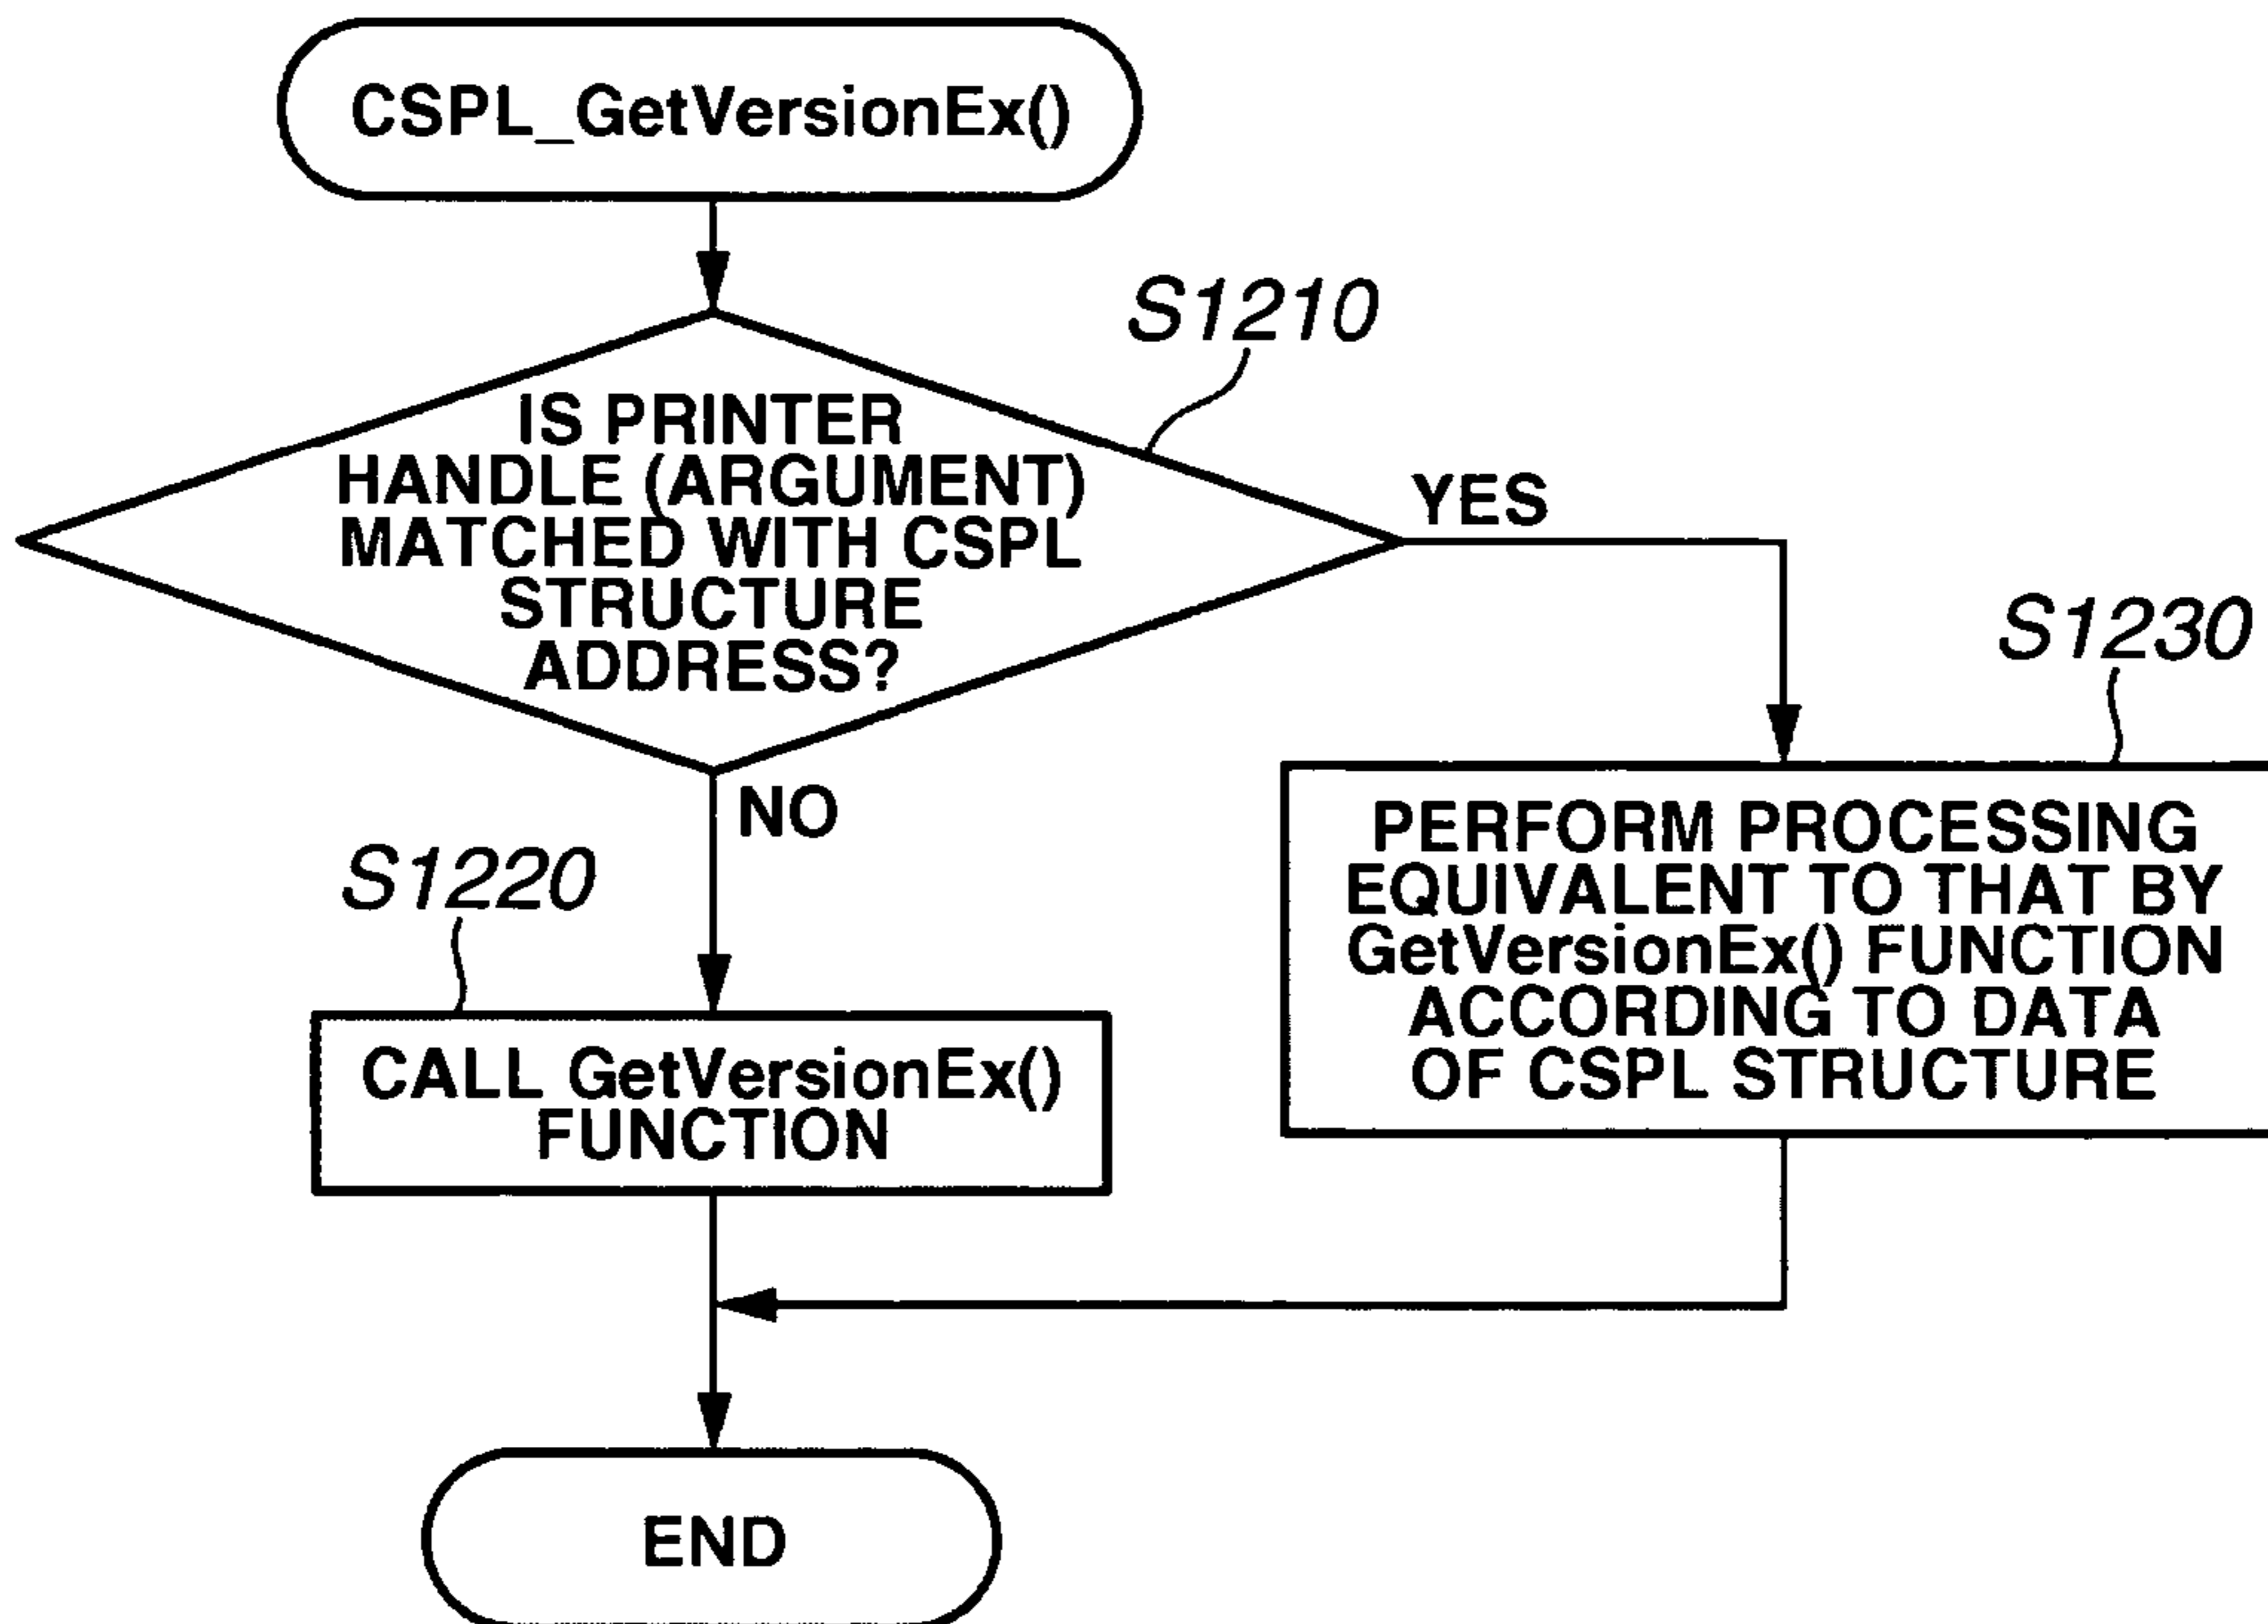 CSPL_GetVersionEx()
S1210
IS PRINTER
HANDLE (ARGUMENT)
MATCHED WITH CSPL
STRUCTURE
ADDRESS?
YES
NO
S1230
PERFORM PROCESSING
EQUIVALENT TO THAT BY
GetVersionEx() FUNCTION
ACCORDING TO DATA
OF CSPL STRUCTURE
S1220
CALL GetVersionEx()
FUNCTION
END